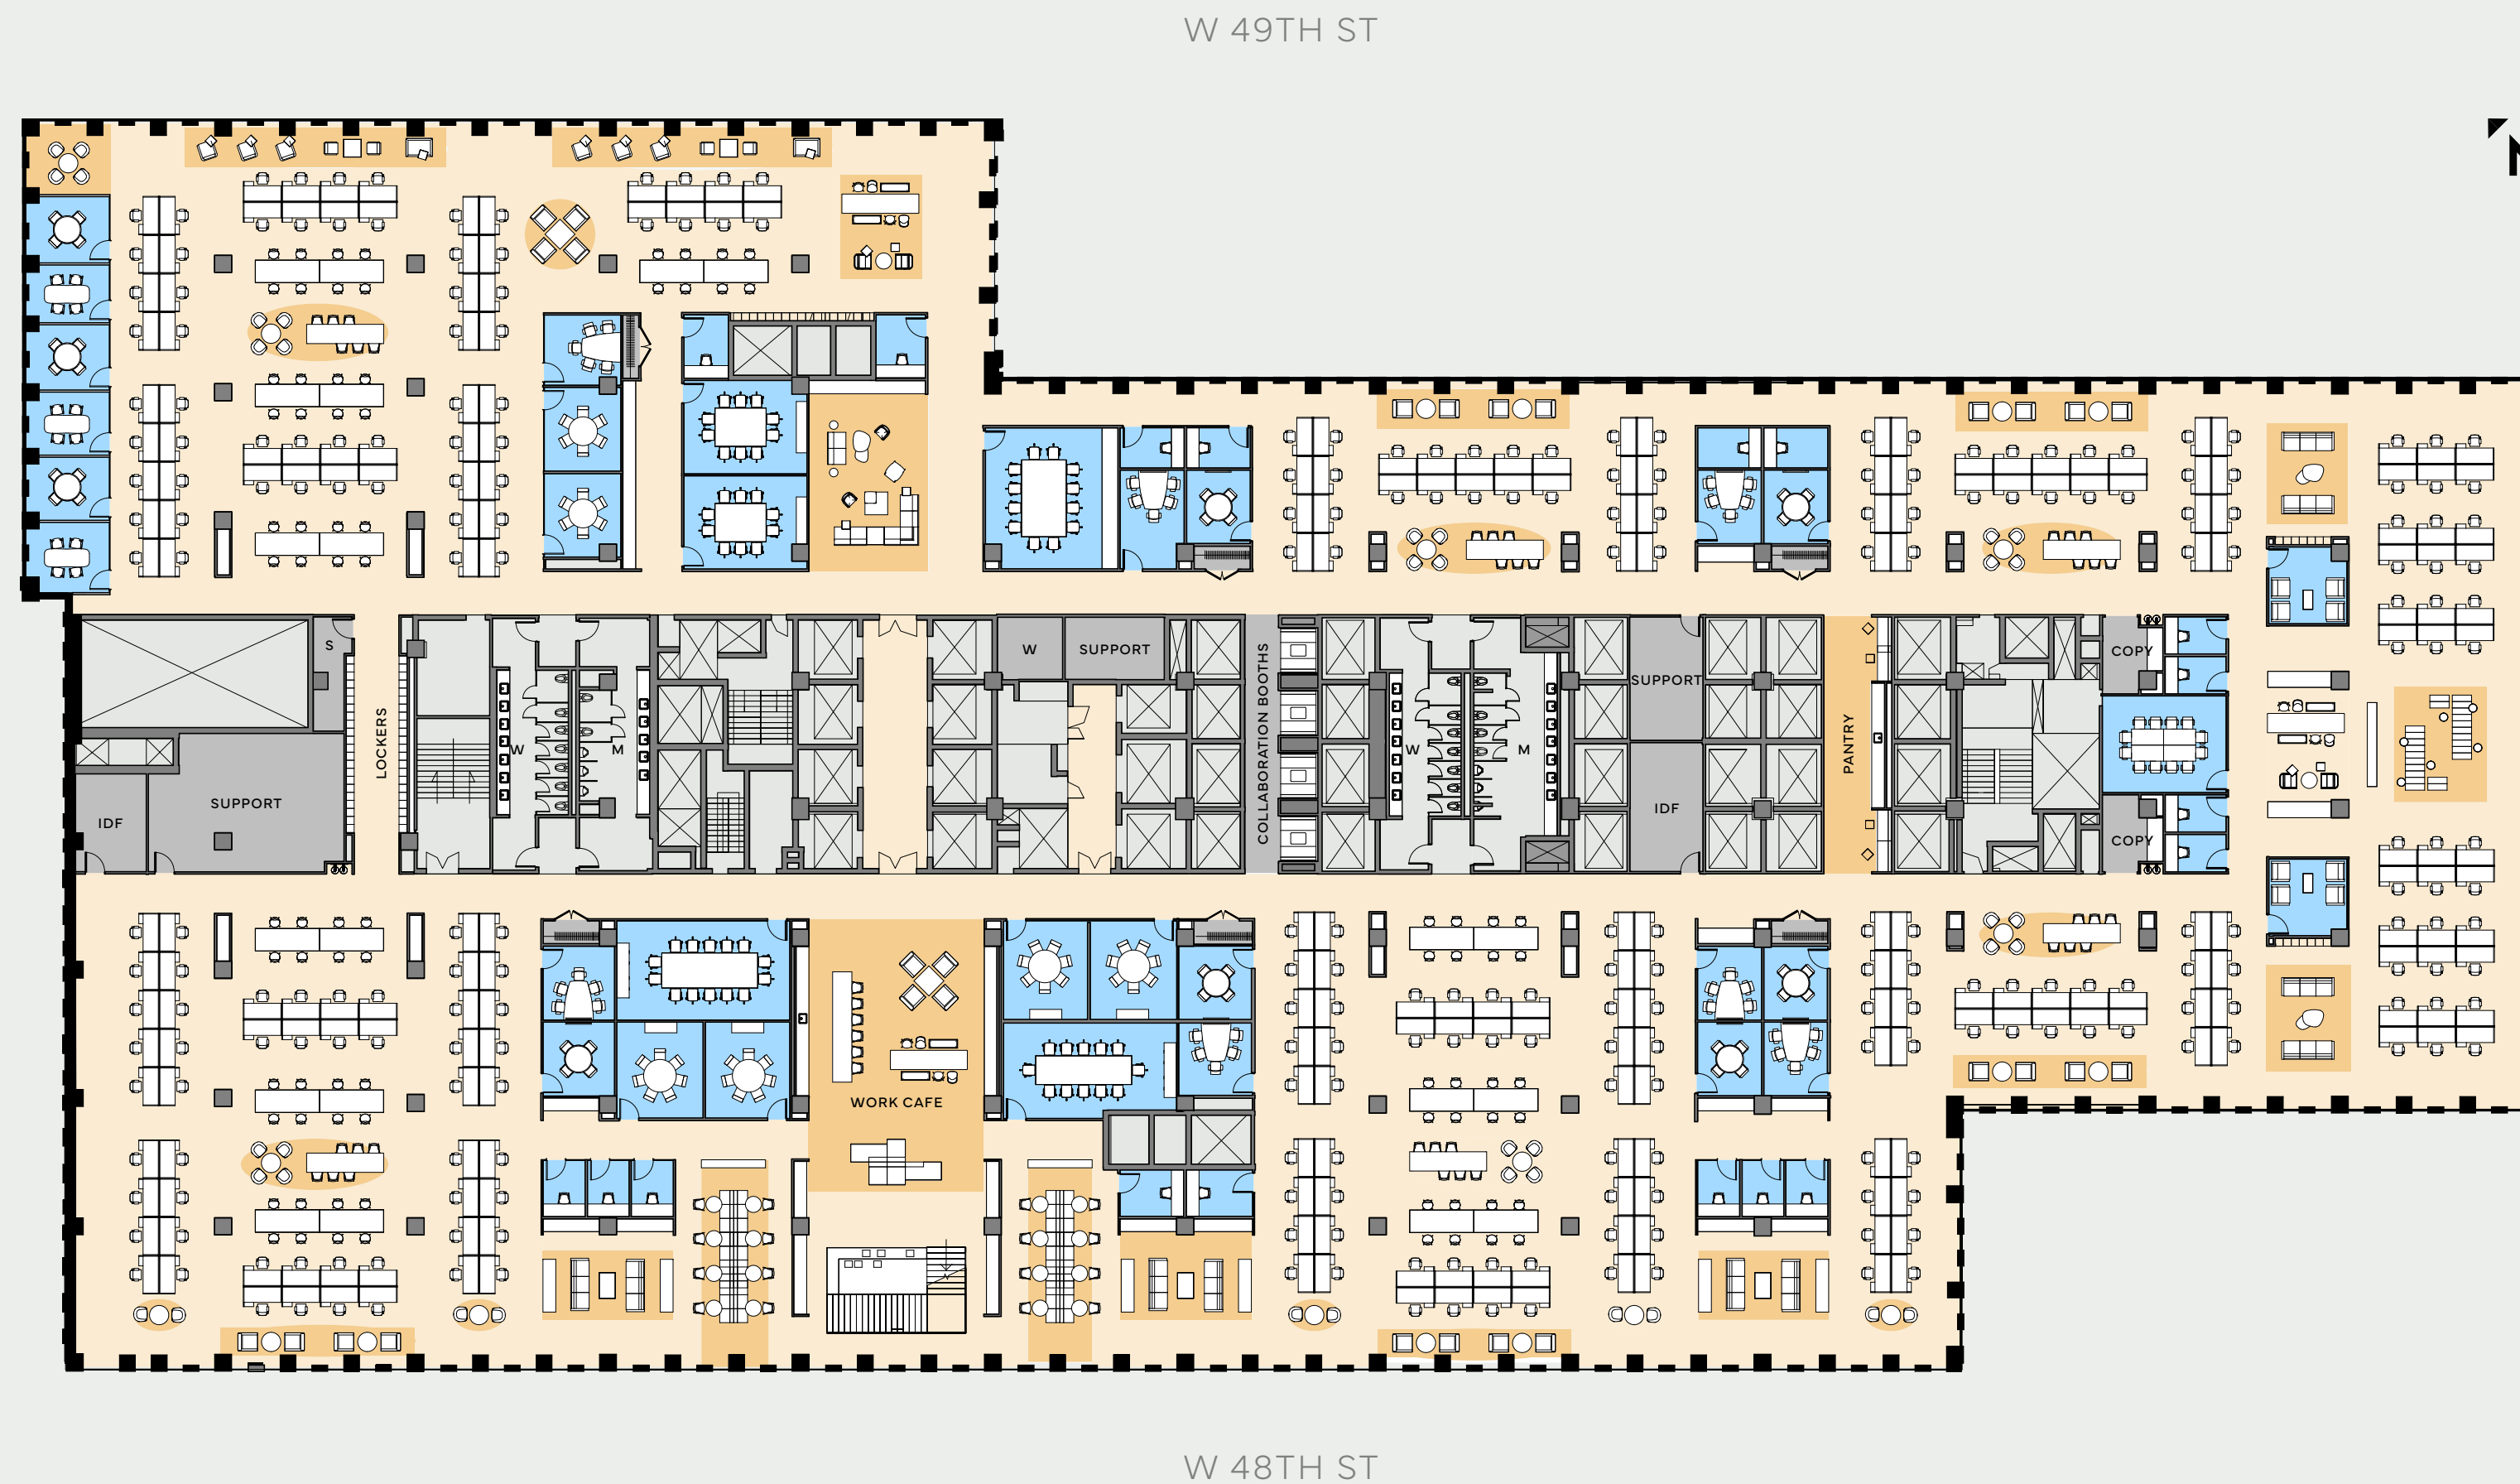 W 49TH ST
S
LOCKERS
W
M
W
SUPPORT
COLLABORATION BOOTHS
W
M
SUPPORT
IDF
PANTRY
COPY
COPY
SUPPORT
IDF
WORK CAFE
W 48TH ST